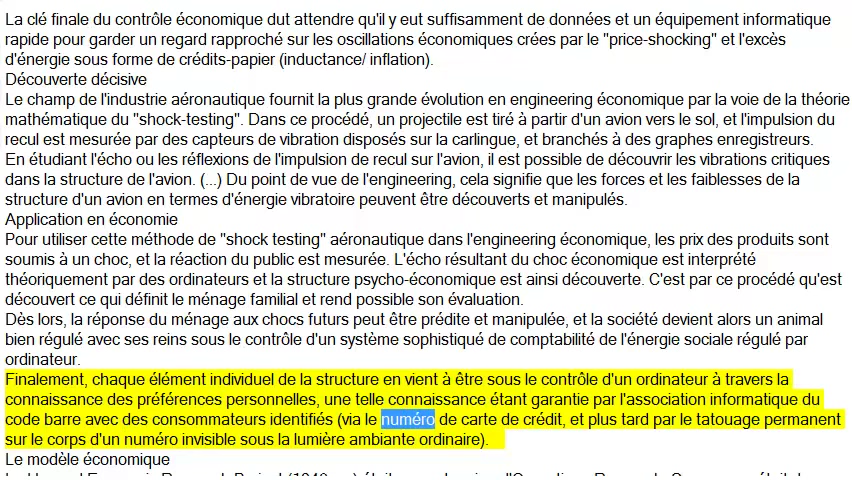 La clé finale du contrôle économique dut attendre qu'il y eut suffisamment de données et un équipement informatique
rapide pour garder un regard rapproché sur les oscillations économiques crées par le "price-shocking" et l'excès
d'énergie sous forme de crédits-papier (inductance/ inflation).
Découverte décisive
Le champ de l'industrie aéronautique fournit la plus grande évolution en engineering économique par la voie de la théorie
mathématique du "shock-testing". Dans ce procédé, un projectile est tiré à partir d'un avion vers le sol, et l'impulsion du
recul est mesurée par des capteurs de vibration disposés sur la carlingue, et branchés à des graphes enregistreurs.
En étudiant l'écho ou les réflexions de l'impulsion de recul sur l'avion, il est possible de découvrir les vibrations critiques
dans la structure de l'avion. (...) Du point de vue de l'engineering, cela signifie que les forces et les faiblesses de la
structure d'un avion en termes d'énergie vibratoire peuvent être découverts et manipulés.
Application en économie
Pour utiliser cette méthode de "shock testing" aéronautique dans l'engineering économique, les prix des produits sont
soumis à un choc, et la réaction du public est mesurée. L'écho résultant du choc économique est interprété
théoriquement par des ordinateurs et la structure psycho-économique est ainsi découverte. C'est par ce procédé qu'est
découvert ce qui définit le ménage familial et rend possible son évaluation.
Dès lors, la réponse du ménage aux chocs futurs peut être prédite et manipulée, et la société devient alors un animal
bien régulé avec ses reins sous le contrôle d'un système sophistiqué de comptabilité de l'énergie sociale régulé par
ordinateur.
Finalement, chaque élément individuel de la structure en vient à être sous le contrôle d'un ordinateur à travers la
connaissance des préférences personnelles, une telle connaissance étant garantie par l'association informatique du
code barre avec des consommateurs identifiés (via le numéro de carte de crédit, et plus tard par le tatouage permanent
sur le corps d'un numéro invisible sous la lumière ambiante ordinaire).
Le modèle économique